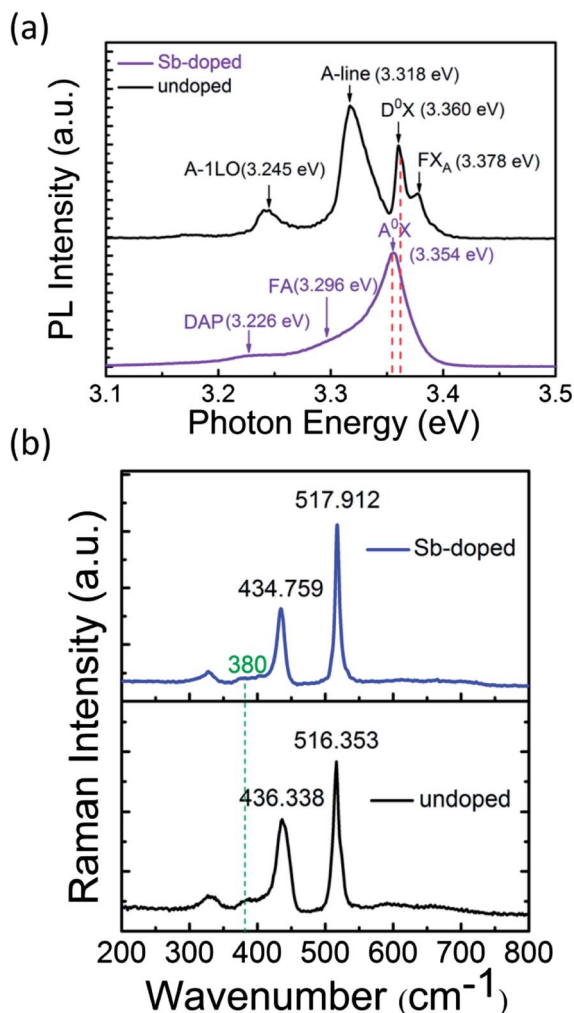 (a)
Sb-doped
undoped
A-line (3.318 eV)
D⁰X (3.360 eV)
A-1LO(3.245 eV)
FX_A (3.378 eV)
A⁰X (3.354 eV)
FA(3.296 eV)
DAP(3.226 eV)
PL Intensity (a.u.)
3.1 3.2 3.3 3.4 3.5
Photon Energy (eV)
(b)
517.912
Sb-doped
434.759
380
516.353
436.338
undoped
Raman Intensity (a.u.)
200 300 400 500 600 700 800
Wavenumber (cm⁻¹)